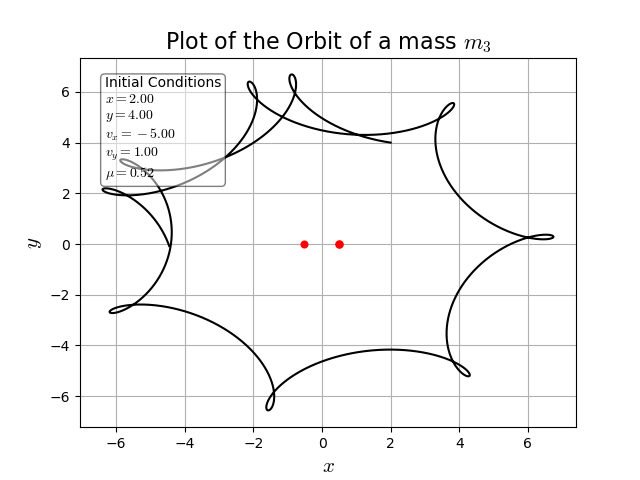 Plot of the Orbit of a mass m₃
Initial Conditions
x = 2.00
y = 4.00
vₓ = −5.00
v_y = 1.00
μ = 0.52
6
4
2
0
−2
−4
−6
y
−6 −4 −2 0 2 4 6
x